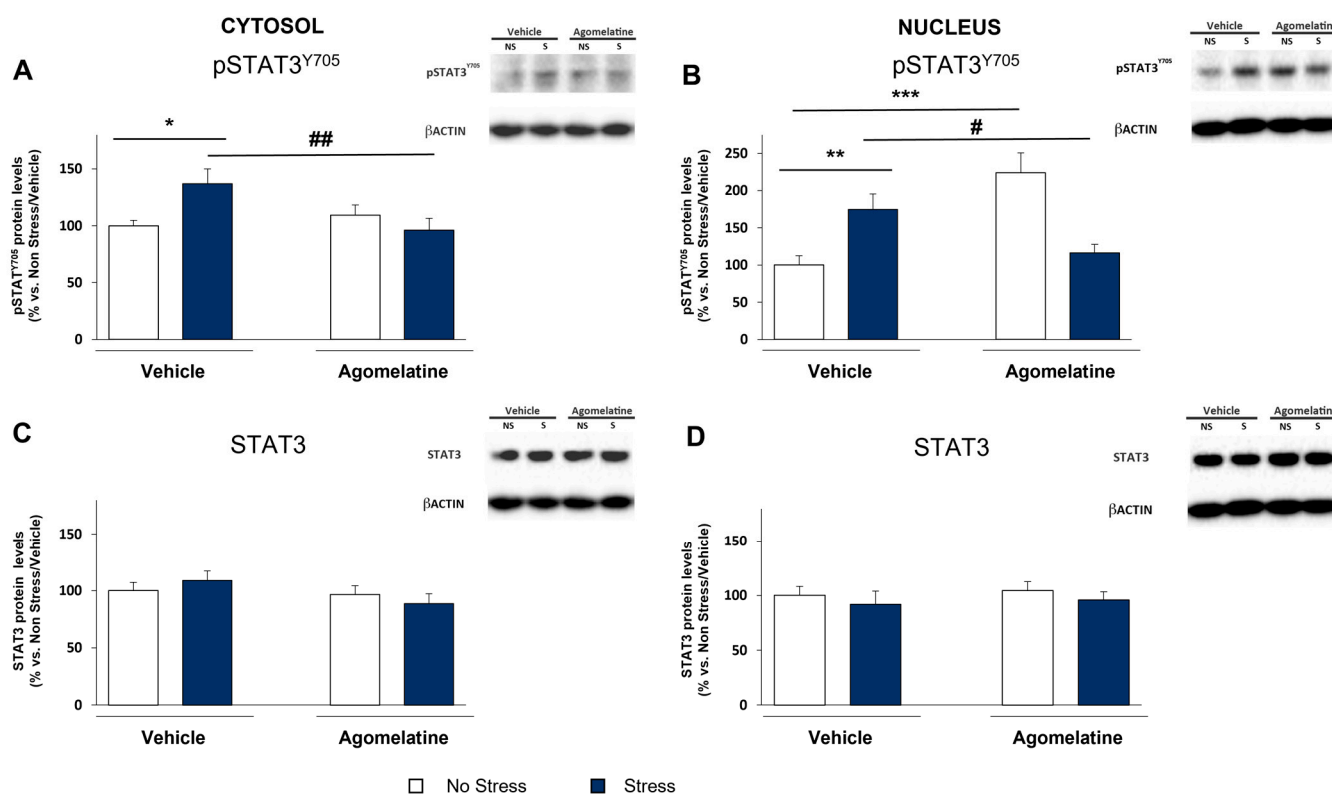 CYTOSOL
A
pSTAT3Y705
Vehicle Agomelatine
NS S NS S
pSTAT3Y705
βACTIN
*
##
pSTATY705 protein levels
(% vs. Non Stress/Vehicle)
150
100
50
0
Vehicle Agomelatine
NUCLEUS
B
pSTAT3Y705
Vehicle Agomelatin
NS S NS S
pSTAT3Y705
βACTIN
***
#
**
pSTATY705 protein levels
(% vs. Non Stress/Vehicle)
250
200
150
100
50
0
Vehicle Agomelatine
C
STAT3
Vehicle Agomelatine
NS S NS S
STAT3
βACTIN
STAT3 protein levels
(% vs. Non Stress/Vehicle)
150
100
50
0
Vehicle Agomelatine
D
STAT3
Vehicle Agomelatin
NS S NS S
STAT3
βACTIN
STAT3 protein levels
(% vs. Non Stress/Vehicle)
150
100
50
0
Vehicle Agomelatine
No Stress Stress